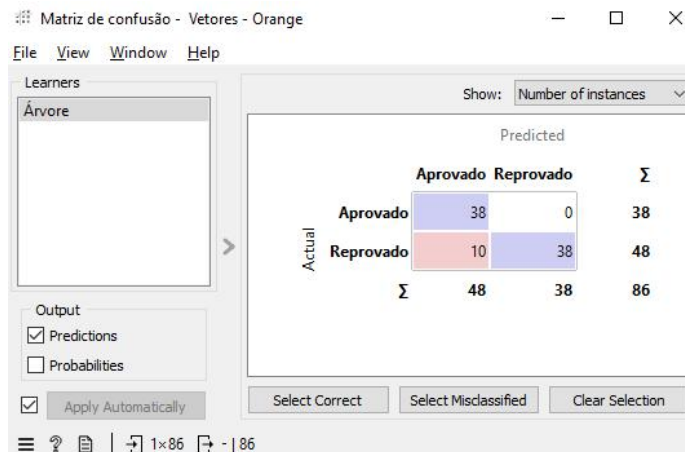 Matriz de confusão - Vetores - Orange
File View Window Help
Learners
Árvore
Output
Predictions
Probabilities
Apply Automatically
Show: Number of instances
Predicted
Aprovado Reprovado Σ
Actual
Aprovado 38 0 38
Reprovado 10 38 48
Σ 48 38 86
Select Correct Select Misclassified Clear Selection
1×86 - | 86